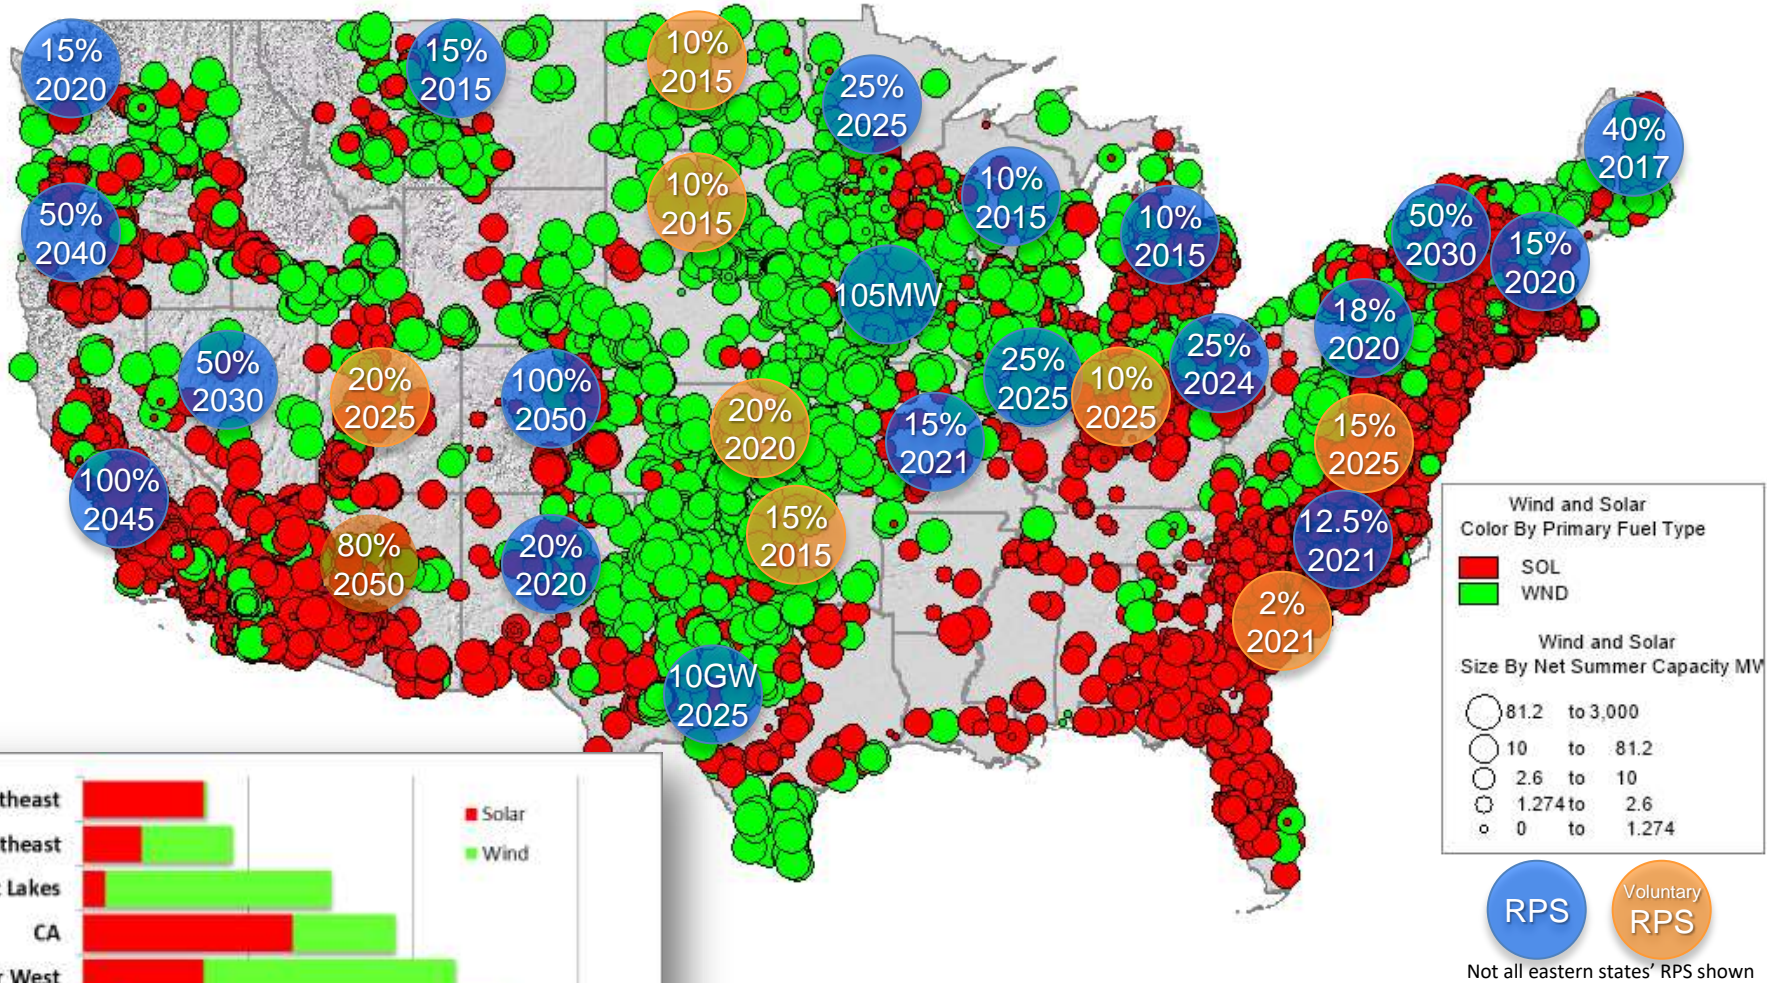 15%
2020
15%
2015
10%
2015
25%
2025
40%
2017
50%
2040
10%
2015
10%
2015
10%
2015
50%
2030
15%
2020
105MW
18%
2020
50%
2030
20%
2025
100%
2050
20%
2020
15%
2021
25%
2025
10%
2025
25%
2024
15%
2025
100%
2045
80%
2050
20%
2020
15%
2015
12.5%
2021
2%
2021
10GW
2025
Wind and Solar
Color By Primary Fuel Type
SOL
WND
Wind and Solar
Size By Net Summer Capacity MW
81.2 to 3,000
10 to 81.2
2.6 to 10
1.274 to 2.6
0 to 1.274
RPS
Voluntary
RPS
Not all eastern states' RPS shown
theast
theast
Lakes
CA
West
Solar
Wind